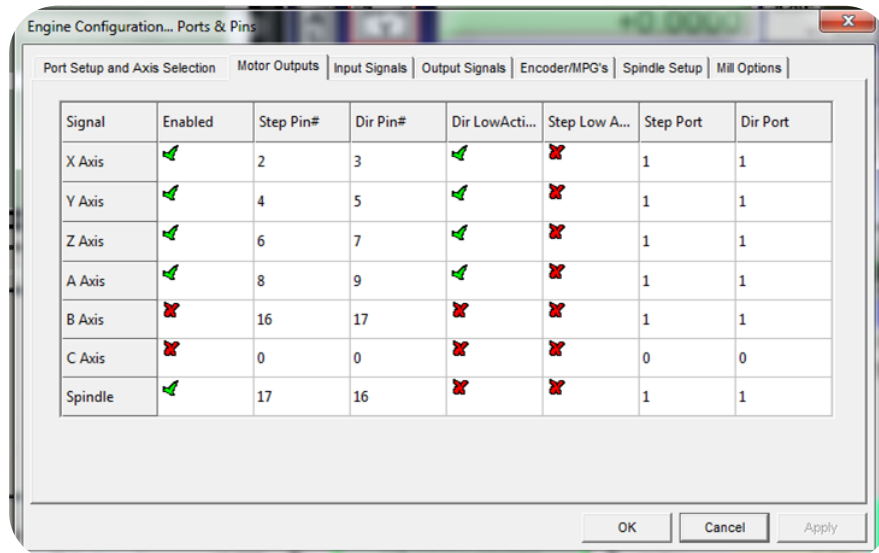 Engine Configuration... Ports & Pins
+0.0000
Port Setup and Axis Selection Motor Outputs Input Signals Output Signals Encoder/MPG's Spindle Setup Mill Options
Signal Enabled Step Pin# Dir Pin# Dir LowActi... Step Low A... Step Port Dir Port
X Axis 2 3 1 1
Y Axis 4 5 1 1
Z Axis 6 7 1 1
A Axis 8 9 1 1
B Axis 16 17 1 1
C Axis 0 0 0 0
Spindle 17 16 1 1
OK Cancel Apply